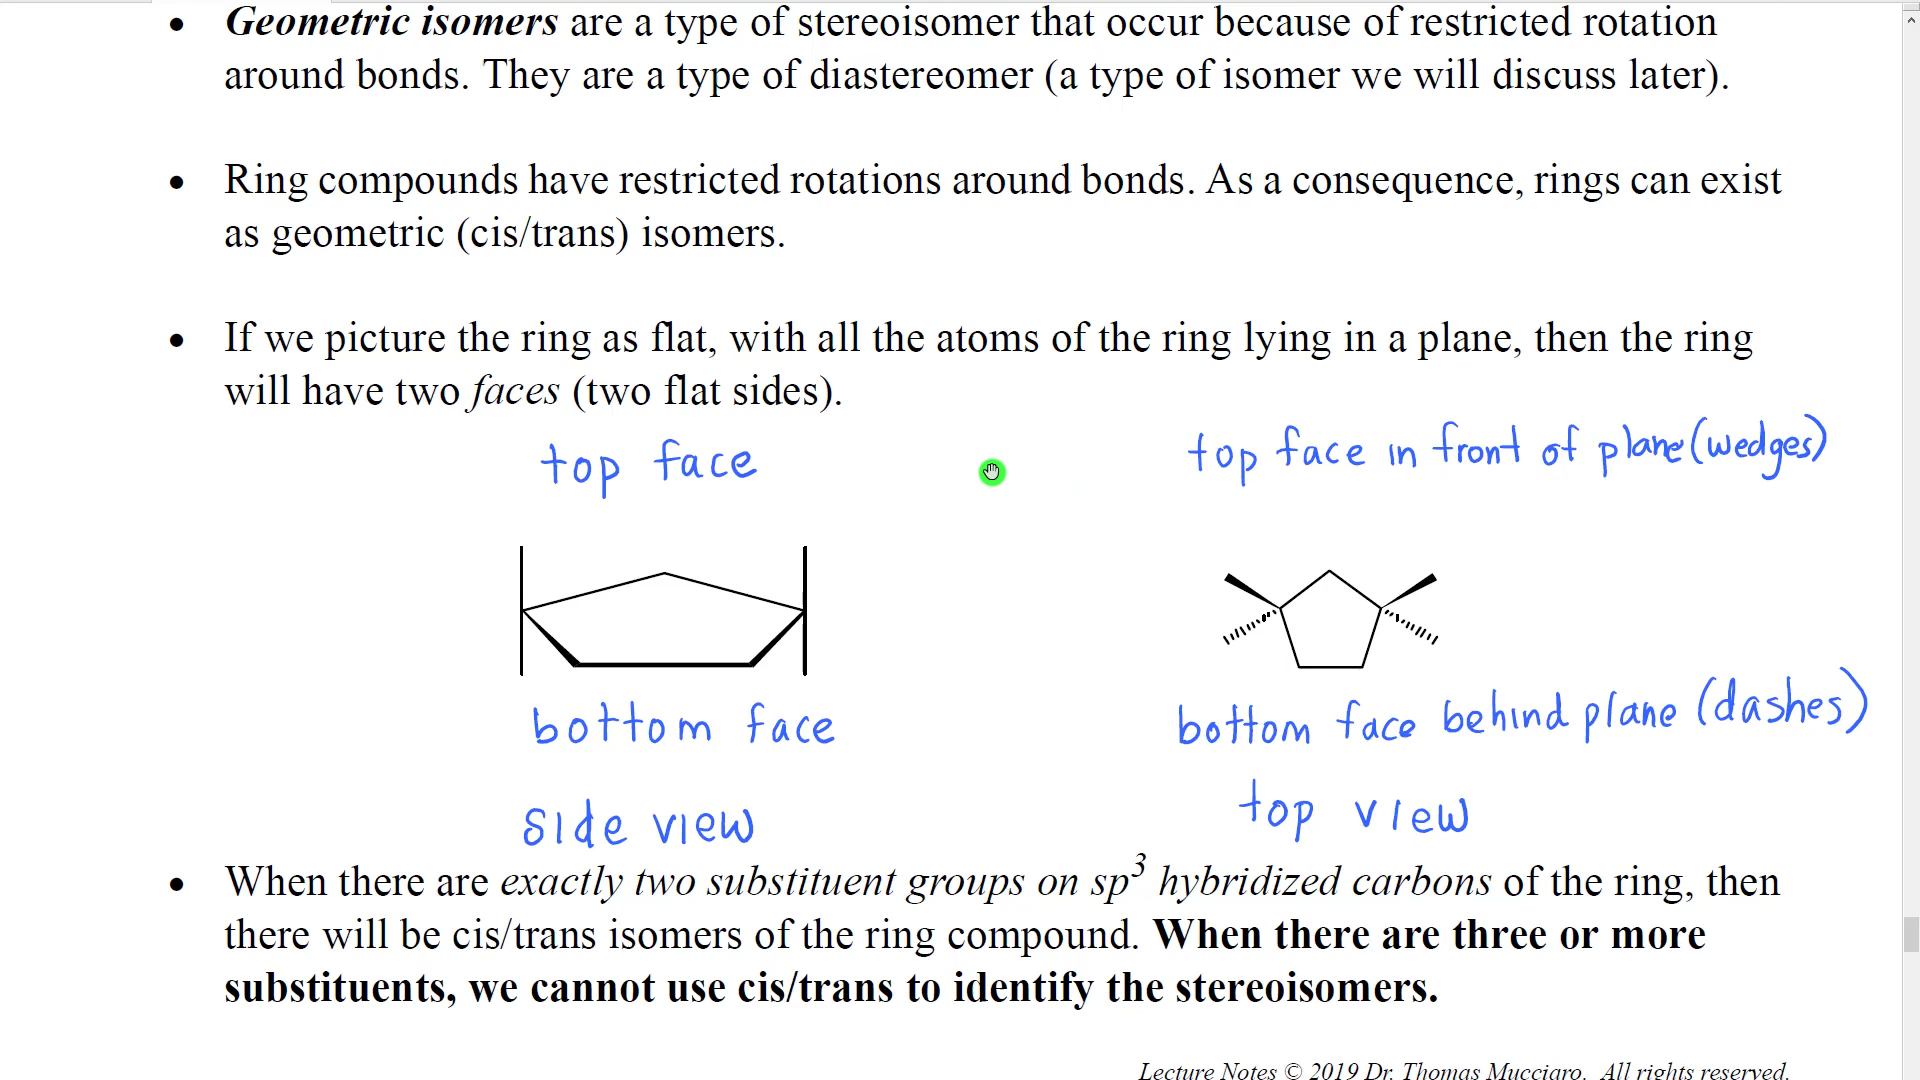 • Geometric isomers are a type of stereoisomer that occur because of restricted rotation
around bonds. They are a type of diastereomer (a type of isomer we will discuss later).
• Ring compounds have restricted rotations around bonds. As a consequence, rings can exist
as geometric (cis/trans) isomers.
• If we picture the ring as flat, with all the atoms of the ring lying in a plane, then the ring
will have two faces (two flat sides).
top face
top face in front of plane (wedges)
bottom face
bottom face behind plane (dashes)
side view
top view
• When there are exactly two substituent groups on sp³ hybridized carbons of the ring, then
there will be cis/trans isomers of the ring compound. When there are three or more
substituents, we cannot use cis/trans to identify the stereoisomers.
Lecture Notes © 2019 Dr. Thomas Mucciaro. All rights reserved.